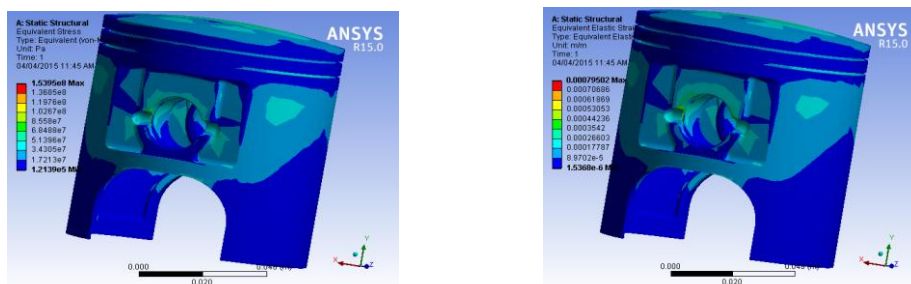 A: Static Structural
Equivalent Stress
Type: Equivalent (von-M
Unit: Pa
Time: 1
04/04/2015 11:45 AM
1.5395e8 Max
1.3685e8
1.1976e8
1.0267e8
8.558e7
6.8488e7
5.1396e7
3.4305e7
1.7213e7
1.2139e5 Mi
ANSYS
R15.0
0.000
0.020
Y
X
Z
A: Static Structural
Equivalent Elastic Strai
Type: Equivalent Elast
Unit: m/m
Time: 1
04/04/2015 11:45 AM
0.00079502 Max
0.00070686
0.00061869
0.00053053
0.00044236
0.0003542
0.00026603
0.00017787
8.9702e-5
1.5368e-6 Mi
ANSYS
R15.0
0.000
0.020
Y
X
Z